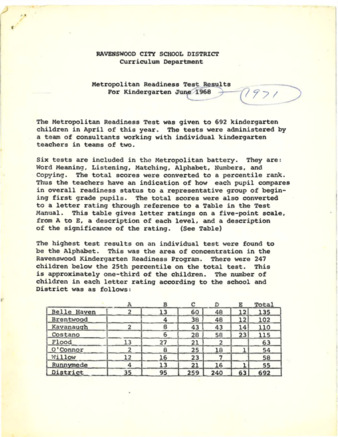 RAVENSWOOD CITY SCHOOL DISTRICT
Curriculum Department
Metropolitan Readiness Test Results
For Kindergarten June 1968 1971
The Metropolitan Readiness Test was given to 692 kindergarten
children in April of this year. The tests were administered by
a team of consultants working with individual kindergarten
teachers in teams of two.
Six tests are included in the Metropolitan battery. They are:
Word Meaning, Listening, Matching, Alphabet, Numbers, and
Copying. The total scores were converted to a percentile rank.
Thus the teachers have an indication of how each pupil compares
in overall readiness status to a representative group of begin-
ing first grade pupils. The total scores were also converted
to a letter rating through reference to a Table in the Test
Manual. This table gives letter ratings on a five-point scale,
from A to E, a description of each level, and a description
of the significance of the rating. (See Table)
The highest test results on an individual test were found to
be the Alphabet. This was the area of concentration in the
Ravenswood Kindergarten Readiness Program. There were 247
children below the 25th percentile on the total test. This
is approximately one-third of the children. The number of
children in each letter rating according to the school and
District was as follows:
A B C D E Total
Belle Haven 2 13 60 48 12 135
Brentwood 4 38 48 12 102
Kavanaugh 2 8 43 43 14 110
Costano 6 28 58 23 115
Flood 13 27 21 2 63
O'Connor 2 8 25 18 1 54
Willow 12 16 23 7 58
Runnymede 4 13 21 16 1 55
District 35 95 259 240 63 692